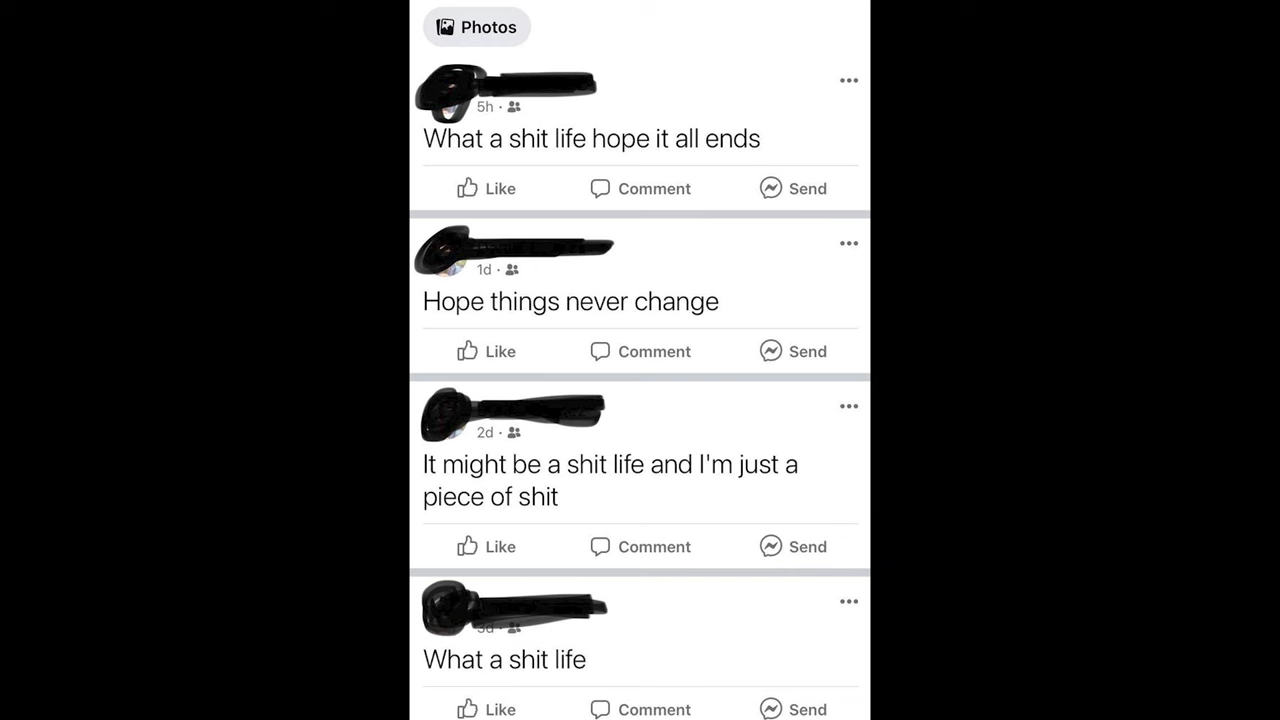 Photos
5h
What a shit life hope it all ends
Like Comment Send
1d
Hope things never change
Like Comment Send
2d
It might be a shit life and I'm just a
piece of shit
Like Comment Send
3d
What a shit life
Like Comment Send